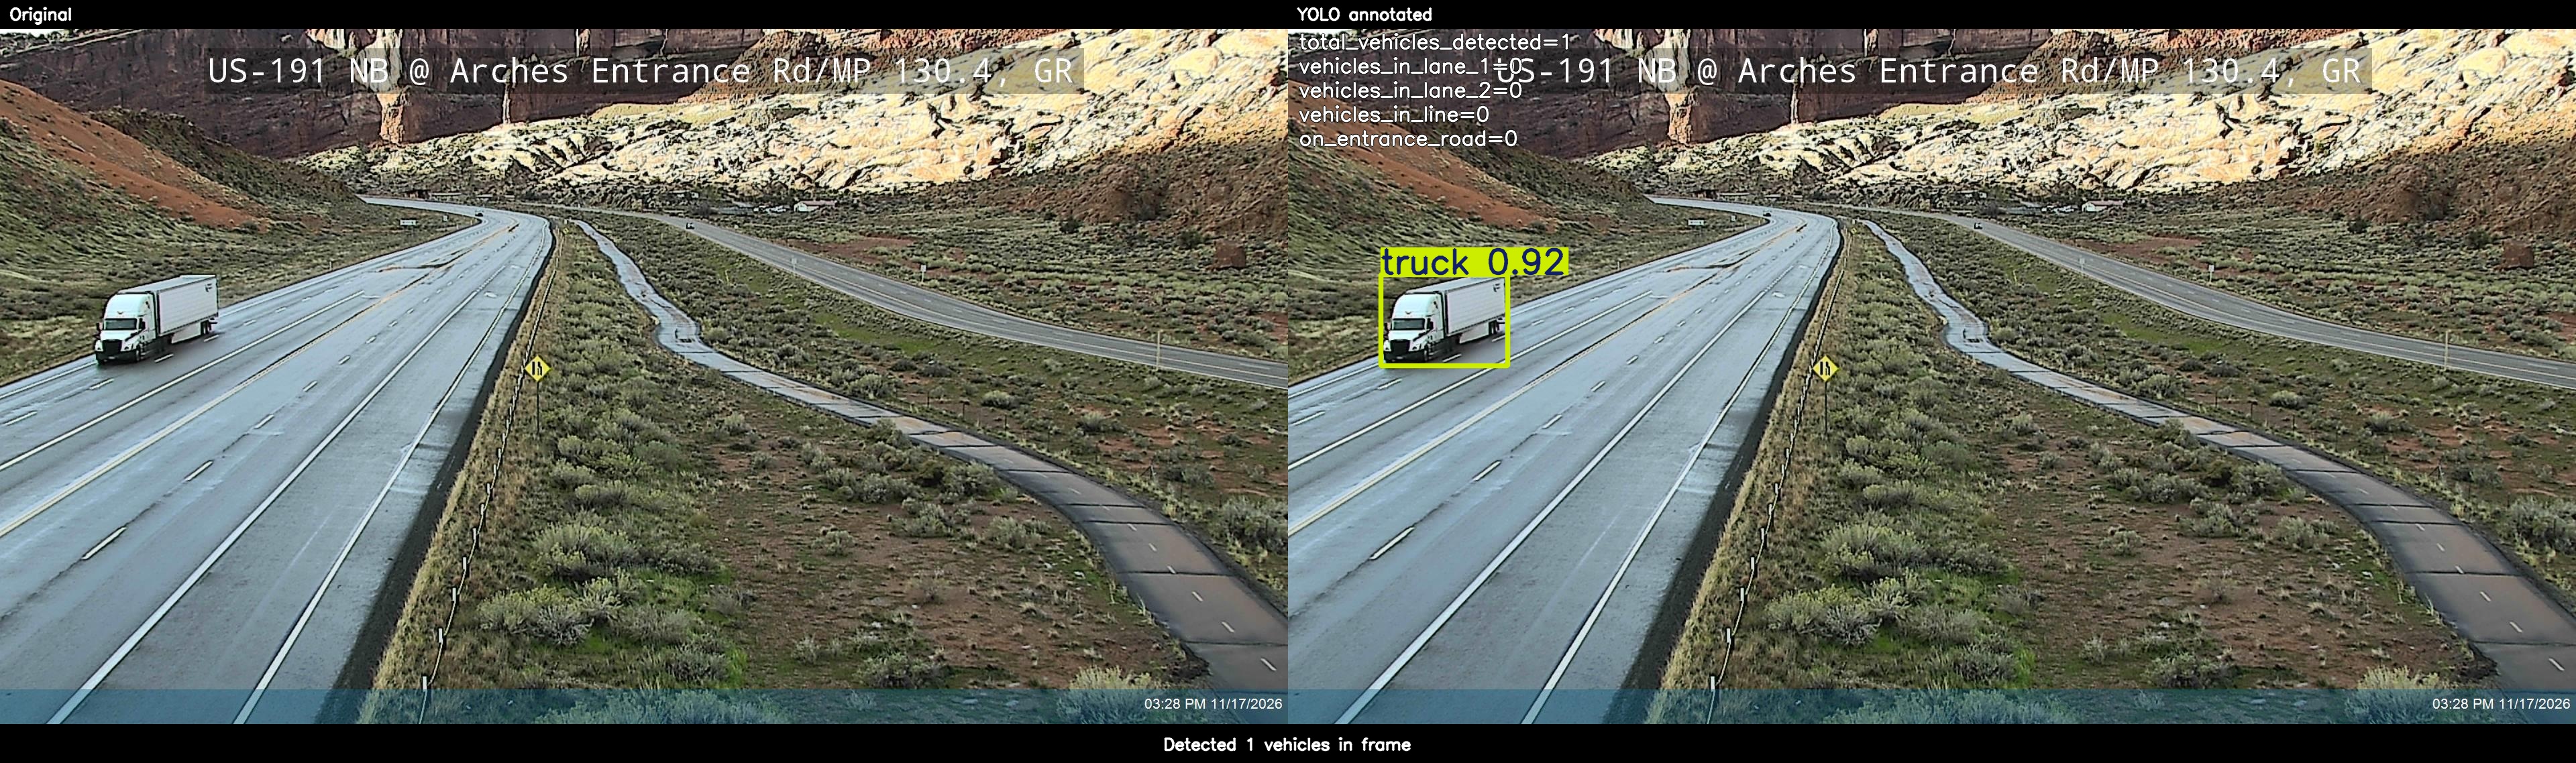 Original
US-191 NB @ Arches Entrance Rd/MP 130.4, GR
03:28 PM 11/17/2026
YOLO annotated
total_vehicles_detected=1
vehicles_in_lane_1=0
US-191 NB @ Arches Entrance Rd/MP 130.4, GR
vehicles_in_lane_2=0
vehicles_in_line=0
on_entrance_road=0
truck 0.92
03:28 PM 11/17/2026
Detected 1 vehicles in frame